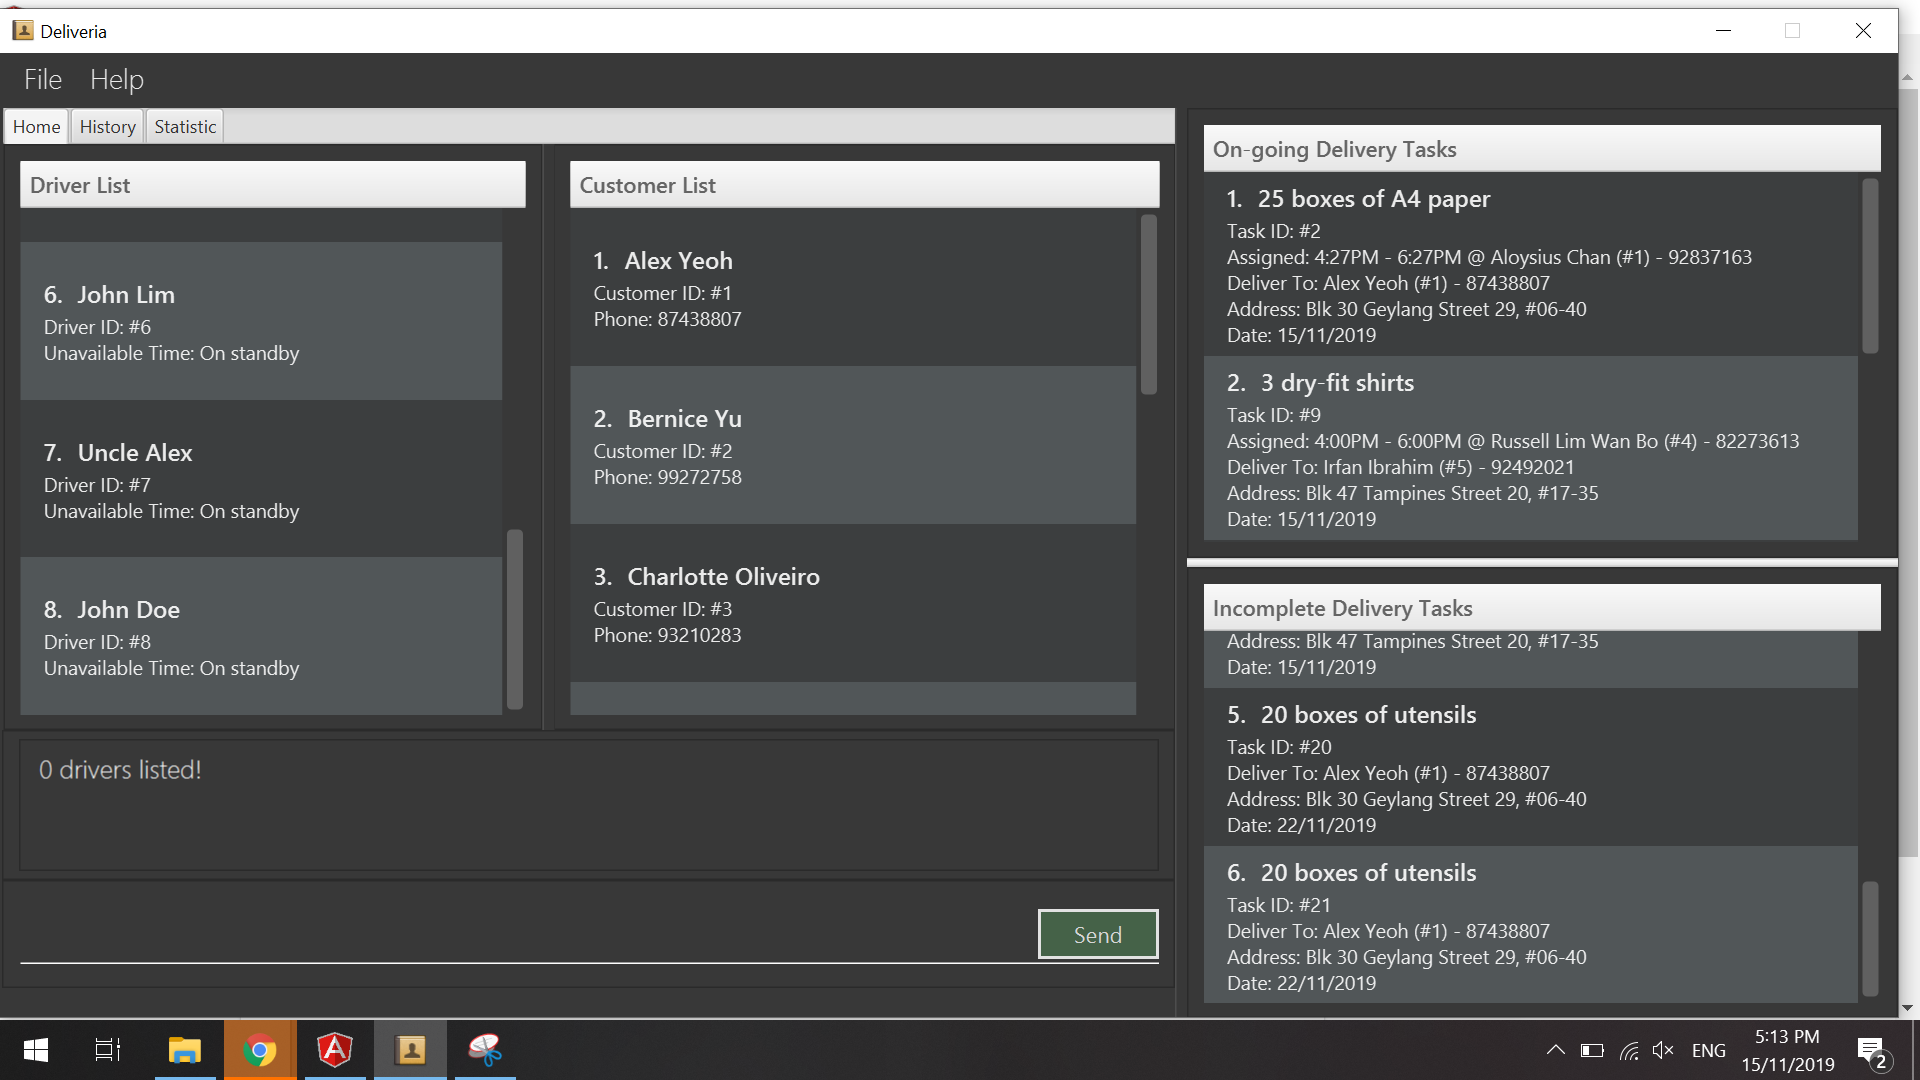 Deliveria
File Help
Home History Statistic
Driver List
6. John Lim
Driver ID: #6
Unavailable Time: On standby
7. Uncle Alex
Driver ID: #7
Unavailable Time: On standby
8. John Doe
Driver ID: #8
Unavailable Time: On standby
Customer List
1. Alex Yeoh
Customer ID: #1
Phone: 87438807
2. Bernice Yu
Customer ID: #2
Phone: 99272758
3. Charlotte Oliveiro
Customer ID: #3
Phone: 93210283
0 drivers listed!
Send
On-going Delivery Tasks
1. 25 boxes of A4 paper
Task ID: #2
Assigned: 4:27PM - 6:27PM @ Aloysius Chan (#1) - 92837163
Deliver To: Alex Yeoh (#1) - 87438807
Address: Blk 30 Geylang Street 29, #06-40
Date: 15/11/2019
2. 3 dry-fit shirts
Task ID: #9
Assigned: 4:00PM - 6:00PM @ Russell Lim Wan Bo (#4) - 82273613
Deliver To: Irfan Ibrahim (#5) - 92492021
Address: Blk 47 Tampines Street 20, #17-35
Date: 15/11/2019
Incomplete Delivery Tasks
Address: Blk 47 Tampines Street 20, #17-35
Date: 15/11/2019
5. 20 boxes of utensils
Task ID: #20
Deliver To: Alex Yeoh (#1) - 87438807
Address: Blk 30 Geylang Street 29, #06-40
Date: 22/11/2019
6. 20 boxes of utensils
Task ID: #21
Deliver To: Alex Yeoh (#1) - 87438807
Address: Blk 30 Geylang Street 29, #06-40
Date: 22/11/2019
ENG
5:13 PM
15/11/2019
2